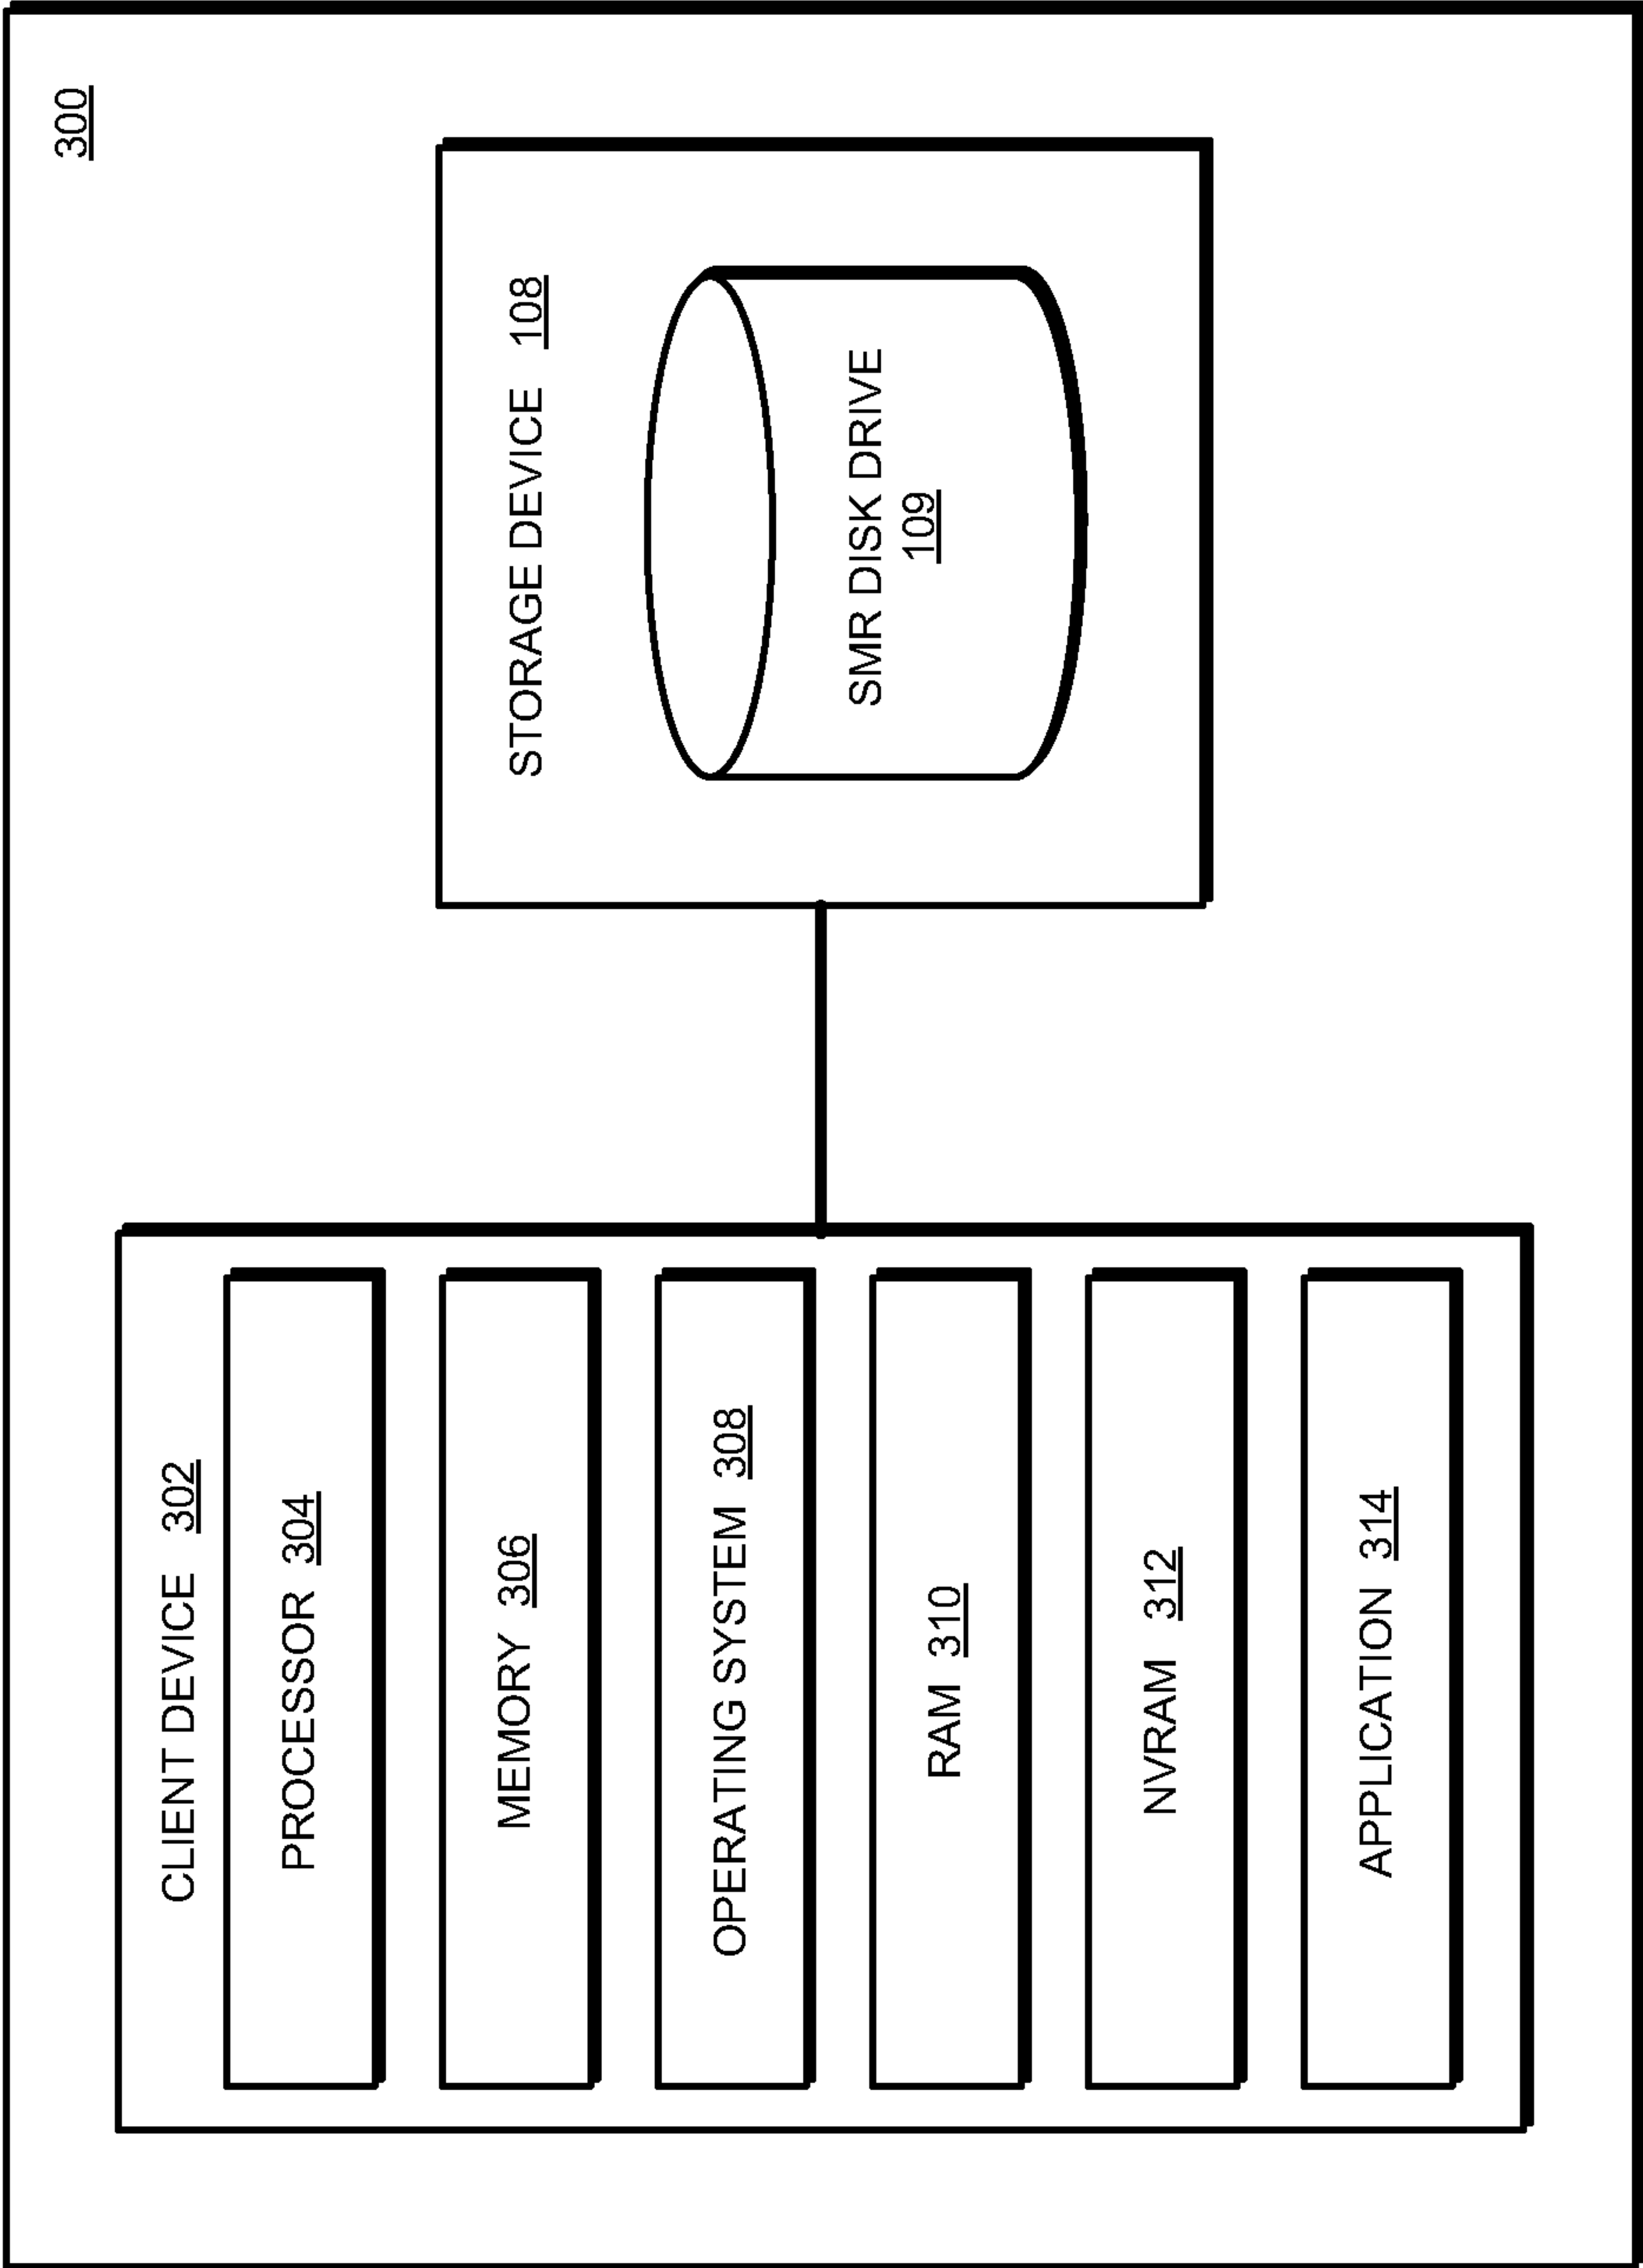 300
CLIENT DEVICE 302
PROCESSOR 304
MEMORY 306
OPERATING SYSTEM 308
RAM 310
NVRAM 312
APPLICATION 314
STORAGE DEVICE 108
SMR DISK DRIVE
109